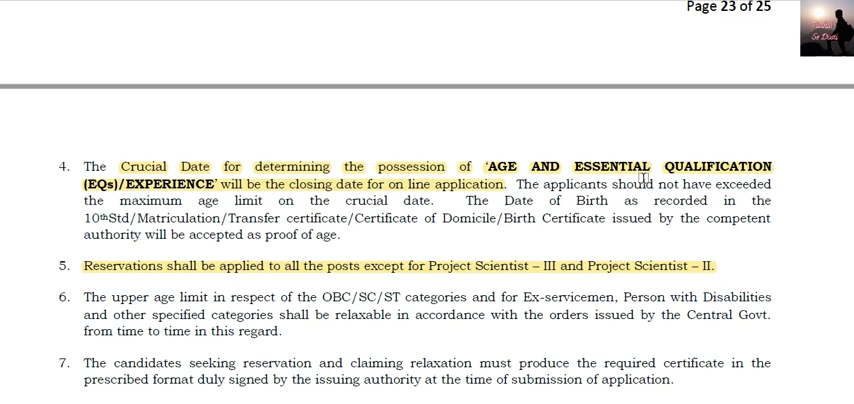 Page 23 of 25
4. The Crucial Date for determining the possession of 'AGE AND ESSENTIAL QUALIFICATION
(EQs)/EXPERIENCE' will be the closing date for on line application. The applicants should not have exceeded
the maximum age limit on the crucial date. The Date of Birth as recorded in the
10thStd/Matriculation/Transfer certificate/Certificate of Domicile/Birth Certificate issued by the competent
authority will be accepted as proof of age.
5. Reservations shall be applied to all the posts except for Project Scientist – III and Project Scientist – II.
6. The upper age limit in respect of the OBC/SC/ST categories and for Ex-servicemen, Person with Disabilities
and other specified categories shall be relaxable in accordance with the orders issued by the Central Govt.
from time to time in this regard.
7. The candidates seeking reservation and claiming relaxation must produce the required certificate in the
prescribed format duly signed by the issuing authority at the time of submission of application.